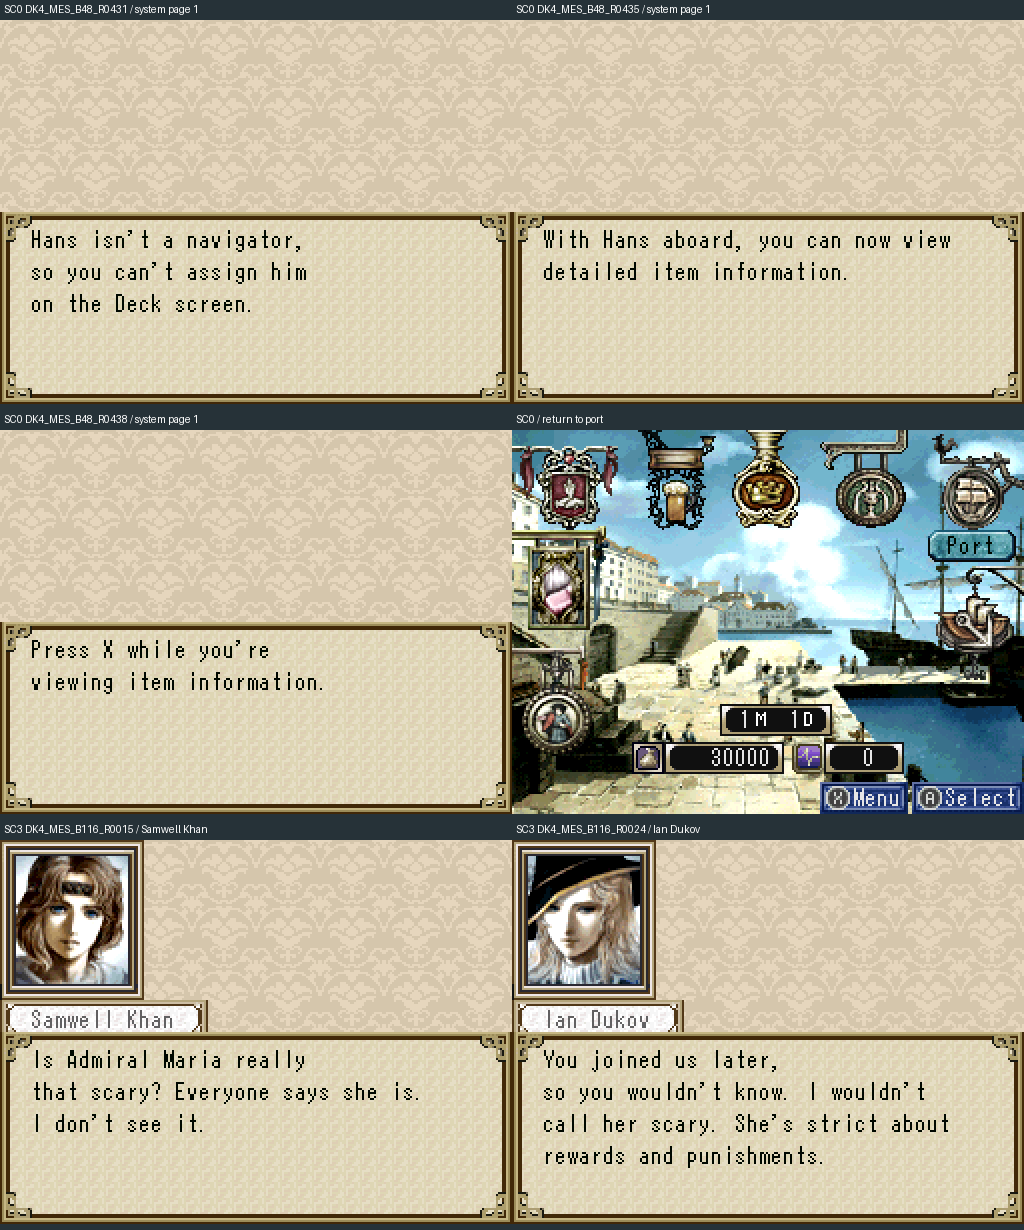 SC0 DK4_MES_B48_R0431 / system page 1
Hans isn't a navigator,
so you can't assign him
on the Deck screen.
SC0 DK4_MES_B48_R0435 / system page 1
With Hans aboard, you can now view
detailed item information.
SC0 DK4_MES_B48_R0438 / system page 1
Press X while you're
viewing item information.
SC0 / return to port
Port
1M 1D
30000
0
X Menu
A Select
SC3 DK4_MES_B116_R0015 / Samwell Khan
Samwell Khan
Is Admiral Maria really
that scary? Everyone says she is.
I don't see it.
SC3 DK4_MES_B116_R0024 / Ian Dukov
Ian Dukov
You joined us later,
so you wouldn't know. I wouldn't
call her scary. She's strict about
rewards and punishments.